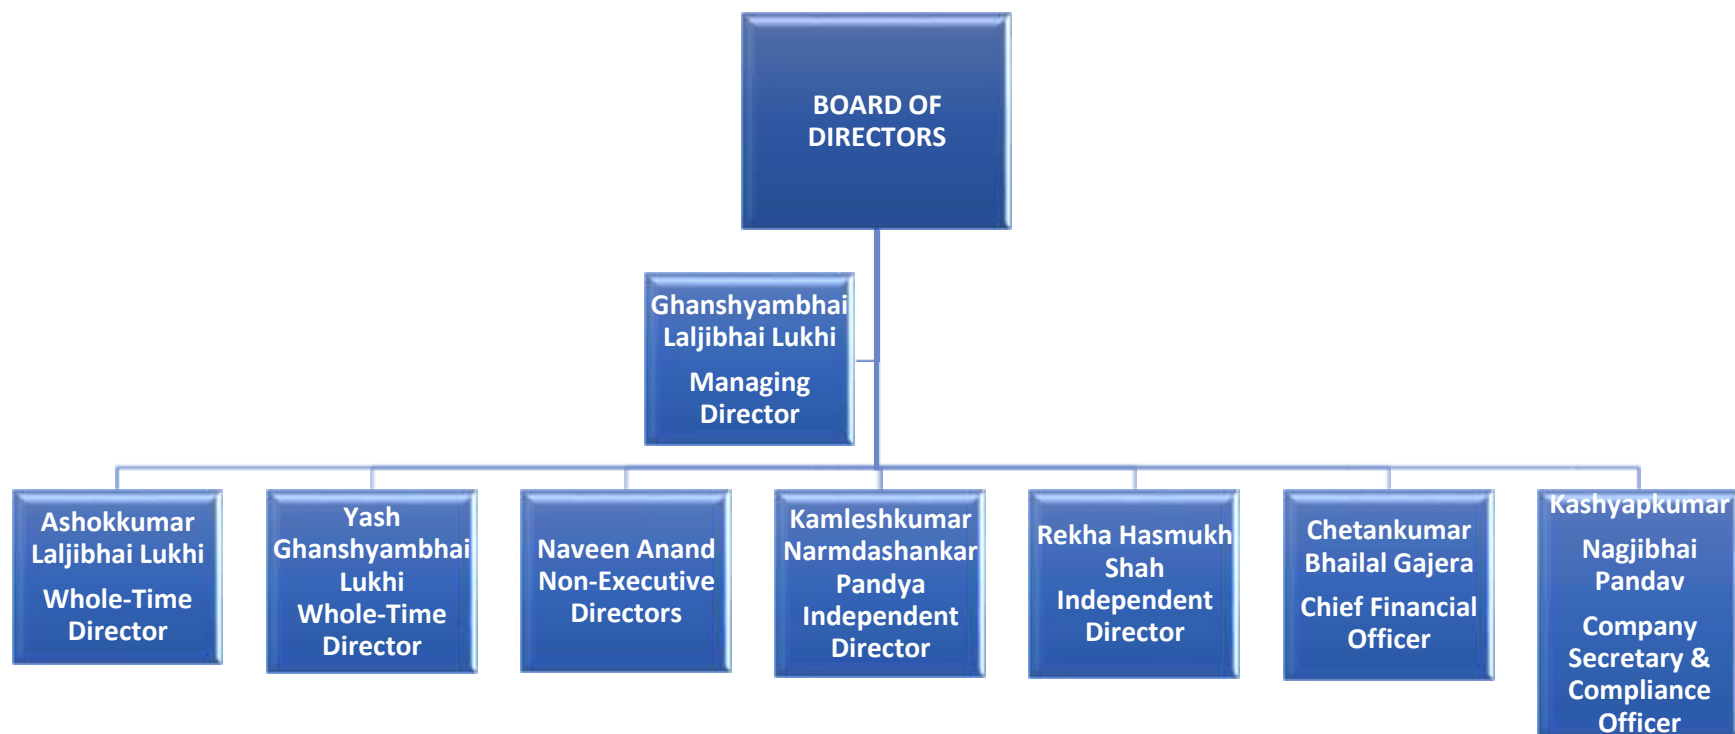 BOARD OF
DIRECTORS
Ghanshyambhai
Laljibhai Lukhi
Managing
Director
Ashokkumar
Laljibhai Lukhi
Whole-Time
Director
Yash
Ghanshyambhai
Lukhi
Whole-Time
Director
Naveen Anand
Non-Executive
Directors
Kamleshkumar
Narmdashankar
Pandya
Independent
Director
Rekha Hasmukh
Shah
Independent
Director
Chetankumar
Bhailal Gajera
Chief Financial
Officer
Kashyapkumar
Nagjibhai
Pandav
Company
Secretary &
Compliance
Officer